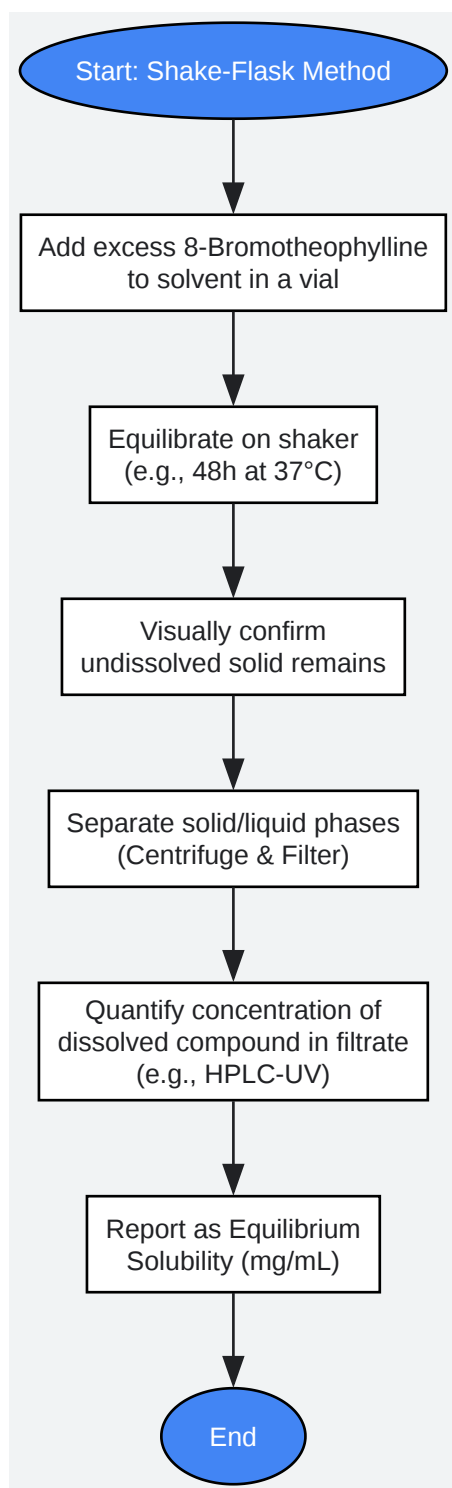 Start: Shake-Flask Method
Add excess 8-Bromotheophylline
to solvent in a vial
Equilibrate on shaker
(e.g., 48h at 37°C)
Visually confirm
undissolved solid remains
Separate solid/liquid phases
(Centrifuge & Filter)
Quantify concentration of
dissolved compound in filtrate
(e.g., HPLC-UV)
Report as Equilibrium
Solubility (mg/mL)
End